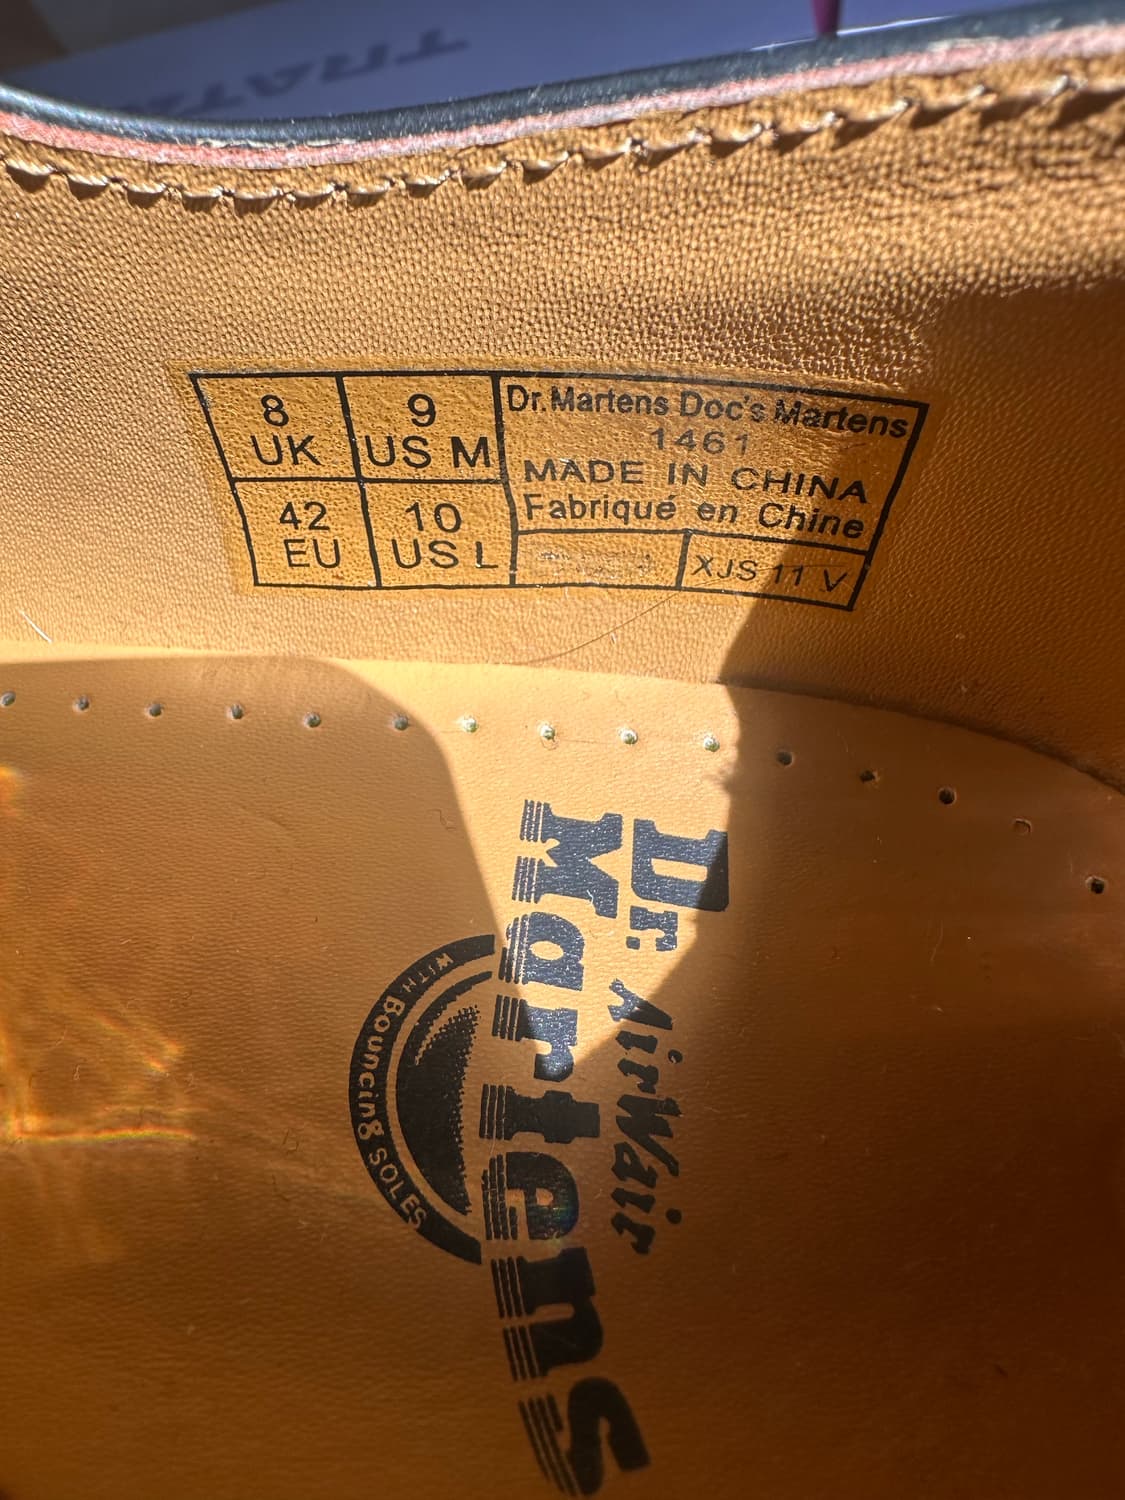 8
UK
9
US M
42
EU
10
US L
Dr.Martens Doc's Martens
1461
MADE IN CHINA
Fabriqué en Chine
XJS 11 V
Dr.
Martens
AirWair
WITH BOUNCING SOLES